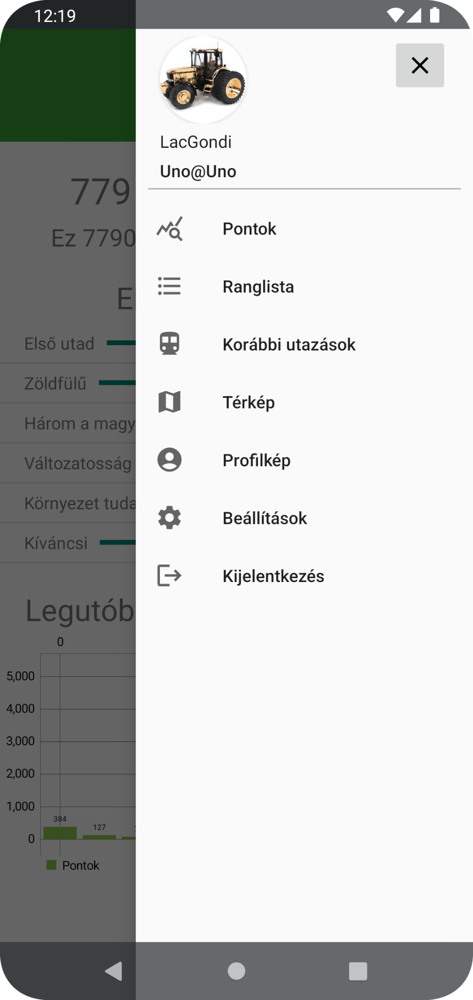 12:19
LacGondi
Uno@Uno
Pontok
Ranglista
Korábbi utazások
Térkép
Profilkép
Beállítások
Kijelentkezés
779
Ez 7790
E
Első utad
Zöldfülű
Három a magy
Változatosság
Környezet tuda
Kíváncsi
Legutób
0
5,000
4,000
3,000
2,000
1,000
0
384
127
Pontok